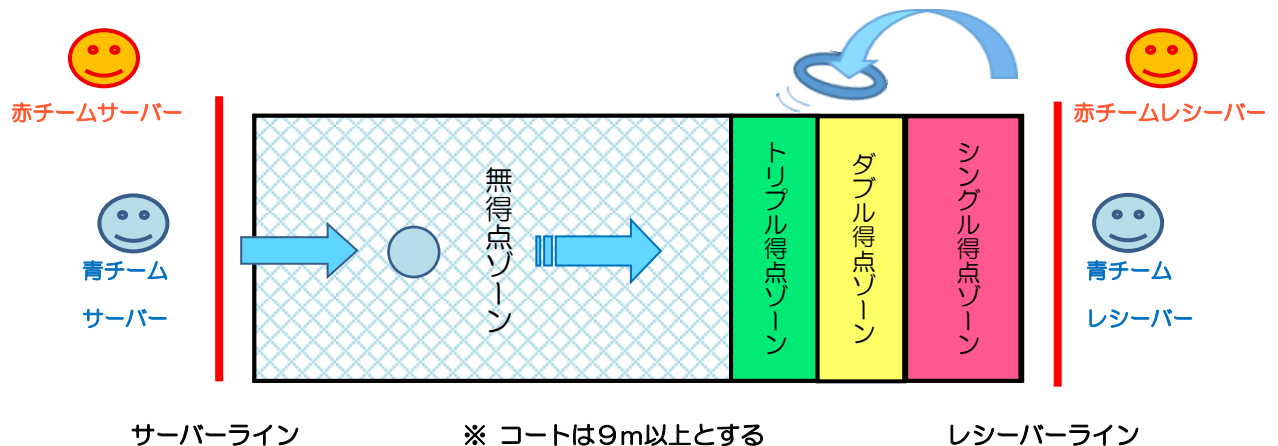 赤チームサーバー
赤チームレシーバー
無得点ゾーン
トリプル得点ゾーン
ダブル得点ゾーン
シングル得点ゾーン
青チーム
サーバー
青チーム
レシーバー
サーバーライン
※ コートは9m以上とする
レシーバーライン